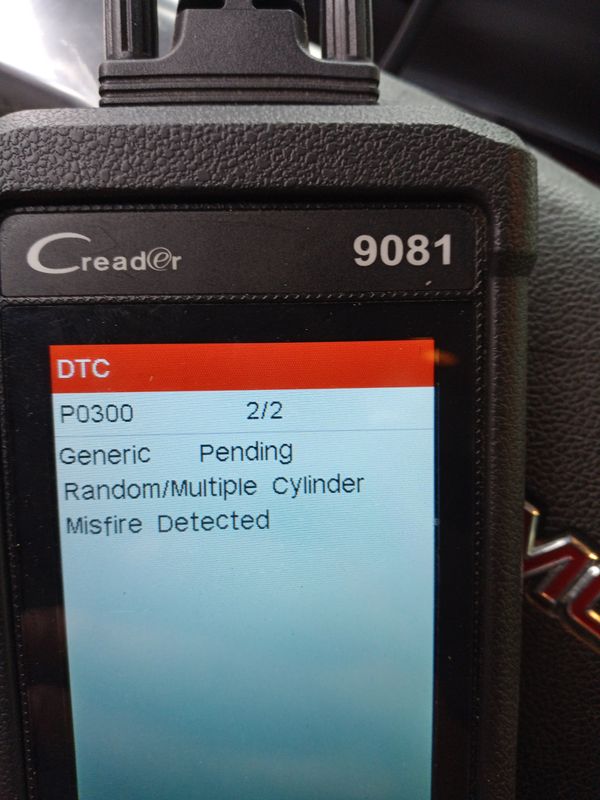 Creader 9081
DTC
P0300 2/2
Generic Pending
Random/Multiple Cylinder
Misfire Detected